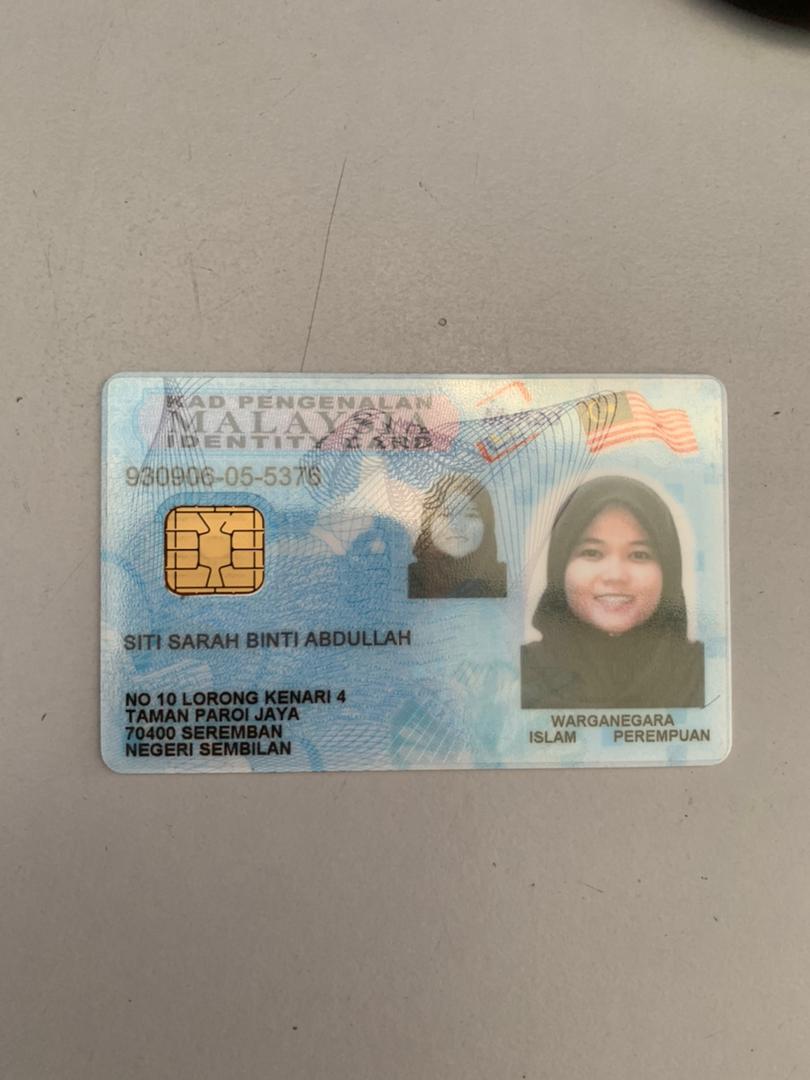 KAD PENGENALAN
MALAYSIA
IDENTITY CARD
930906-05-5376
SITI SARAH BINTI ABDULLAH
NO 10 LORONG KENARI 4
TAMAN PAROI JAYA
70400 SEREMBAN
NEGERI SEMBILAN
WARGANEGARA
ISLAM PEREMPUAN